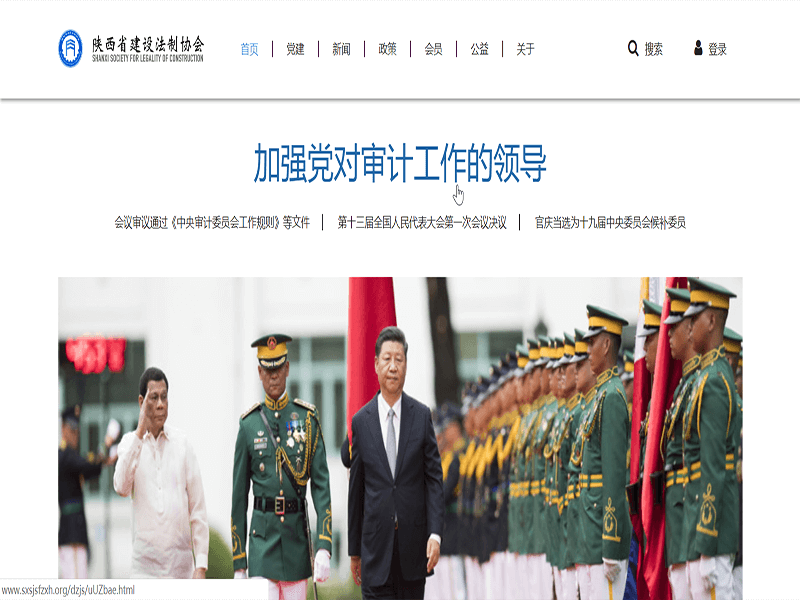 陕西省建设法制协会
SHANXI SOCIETY FOR LEGALITY OF CONSTRUCTION
首页 党建 新闻 政策 会员 公益 关于 搜索 登录
加强党对审计工作的领导
会议审议通过《中央审计委员会工作规则》等文件 第十三届全国人民代表大会第一次会议决议 官庆当选为十九届中央委员会候补委员
www.sxsjsfzxh.org/dzjs/uUZbae.html